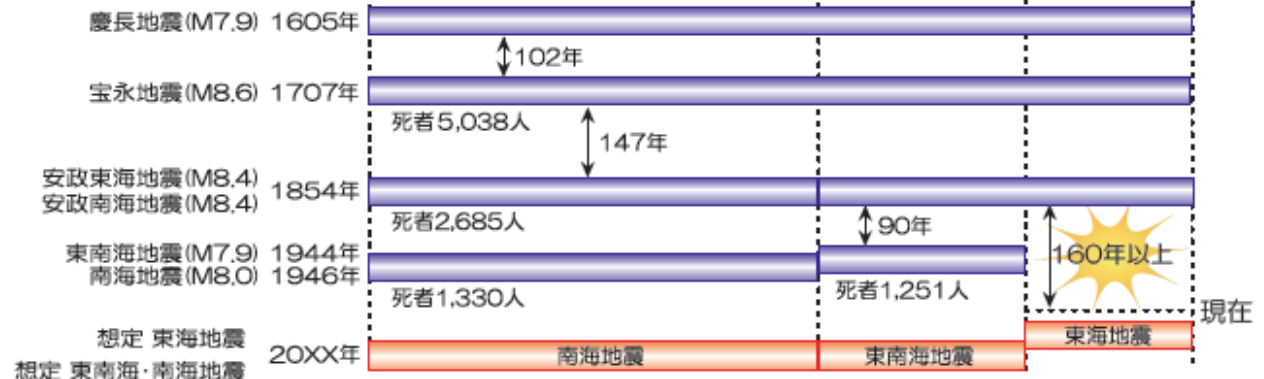 慶長地震(M7.9) 1605年
102年
宝永地震(M8.6) 1707年
死者5,038人
147年
安政東海地震(M8.4)
安政南海地震(M8.4)
1854年
死者2,685人
90年
160年以上
東南海地震(M7.9) 1944年
南海地震(M8.0) 1946年
死者1,330人
死者1,251人
現在
想定 東海地震
想定 東南海・南海地震
20XX年
南海地震
東南海地震
東海地震